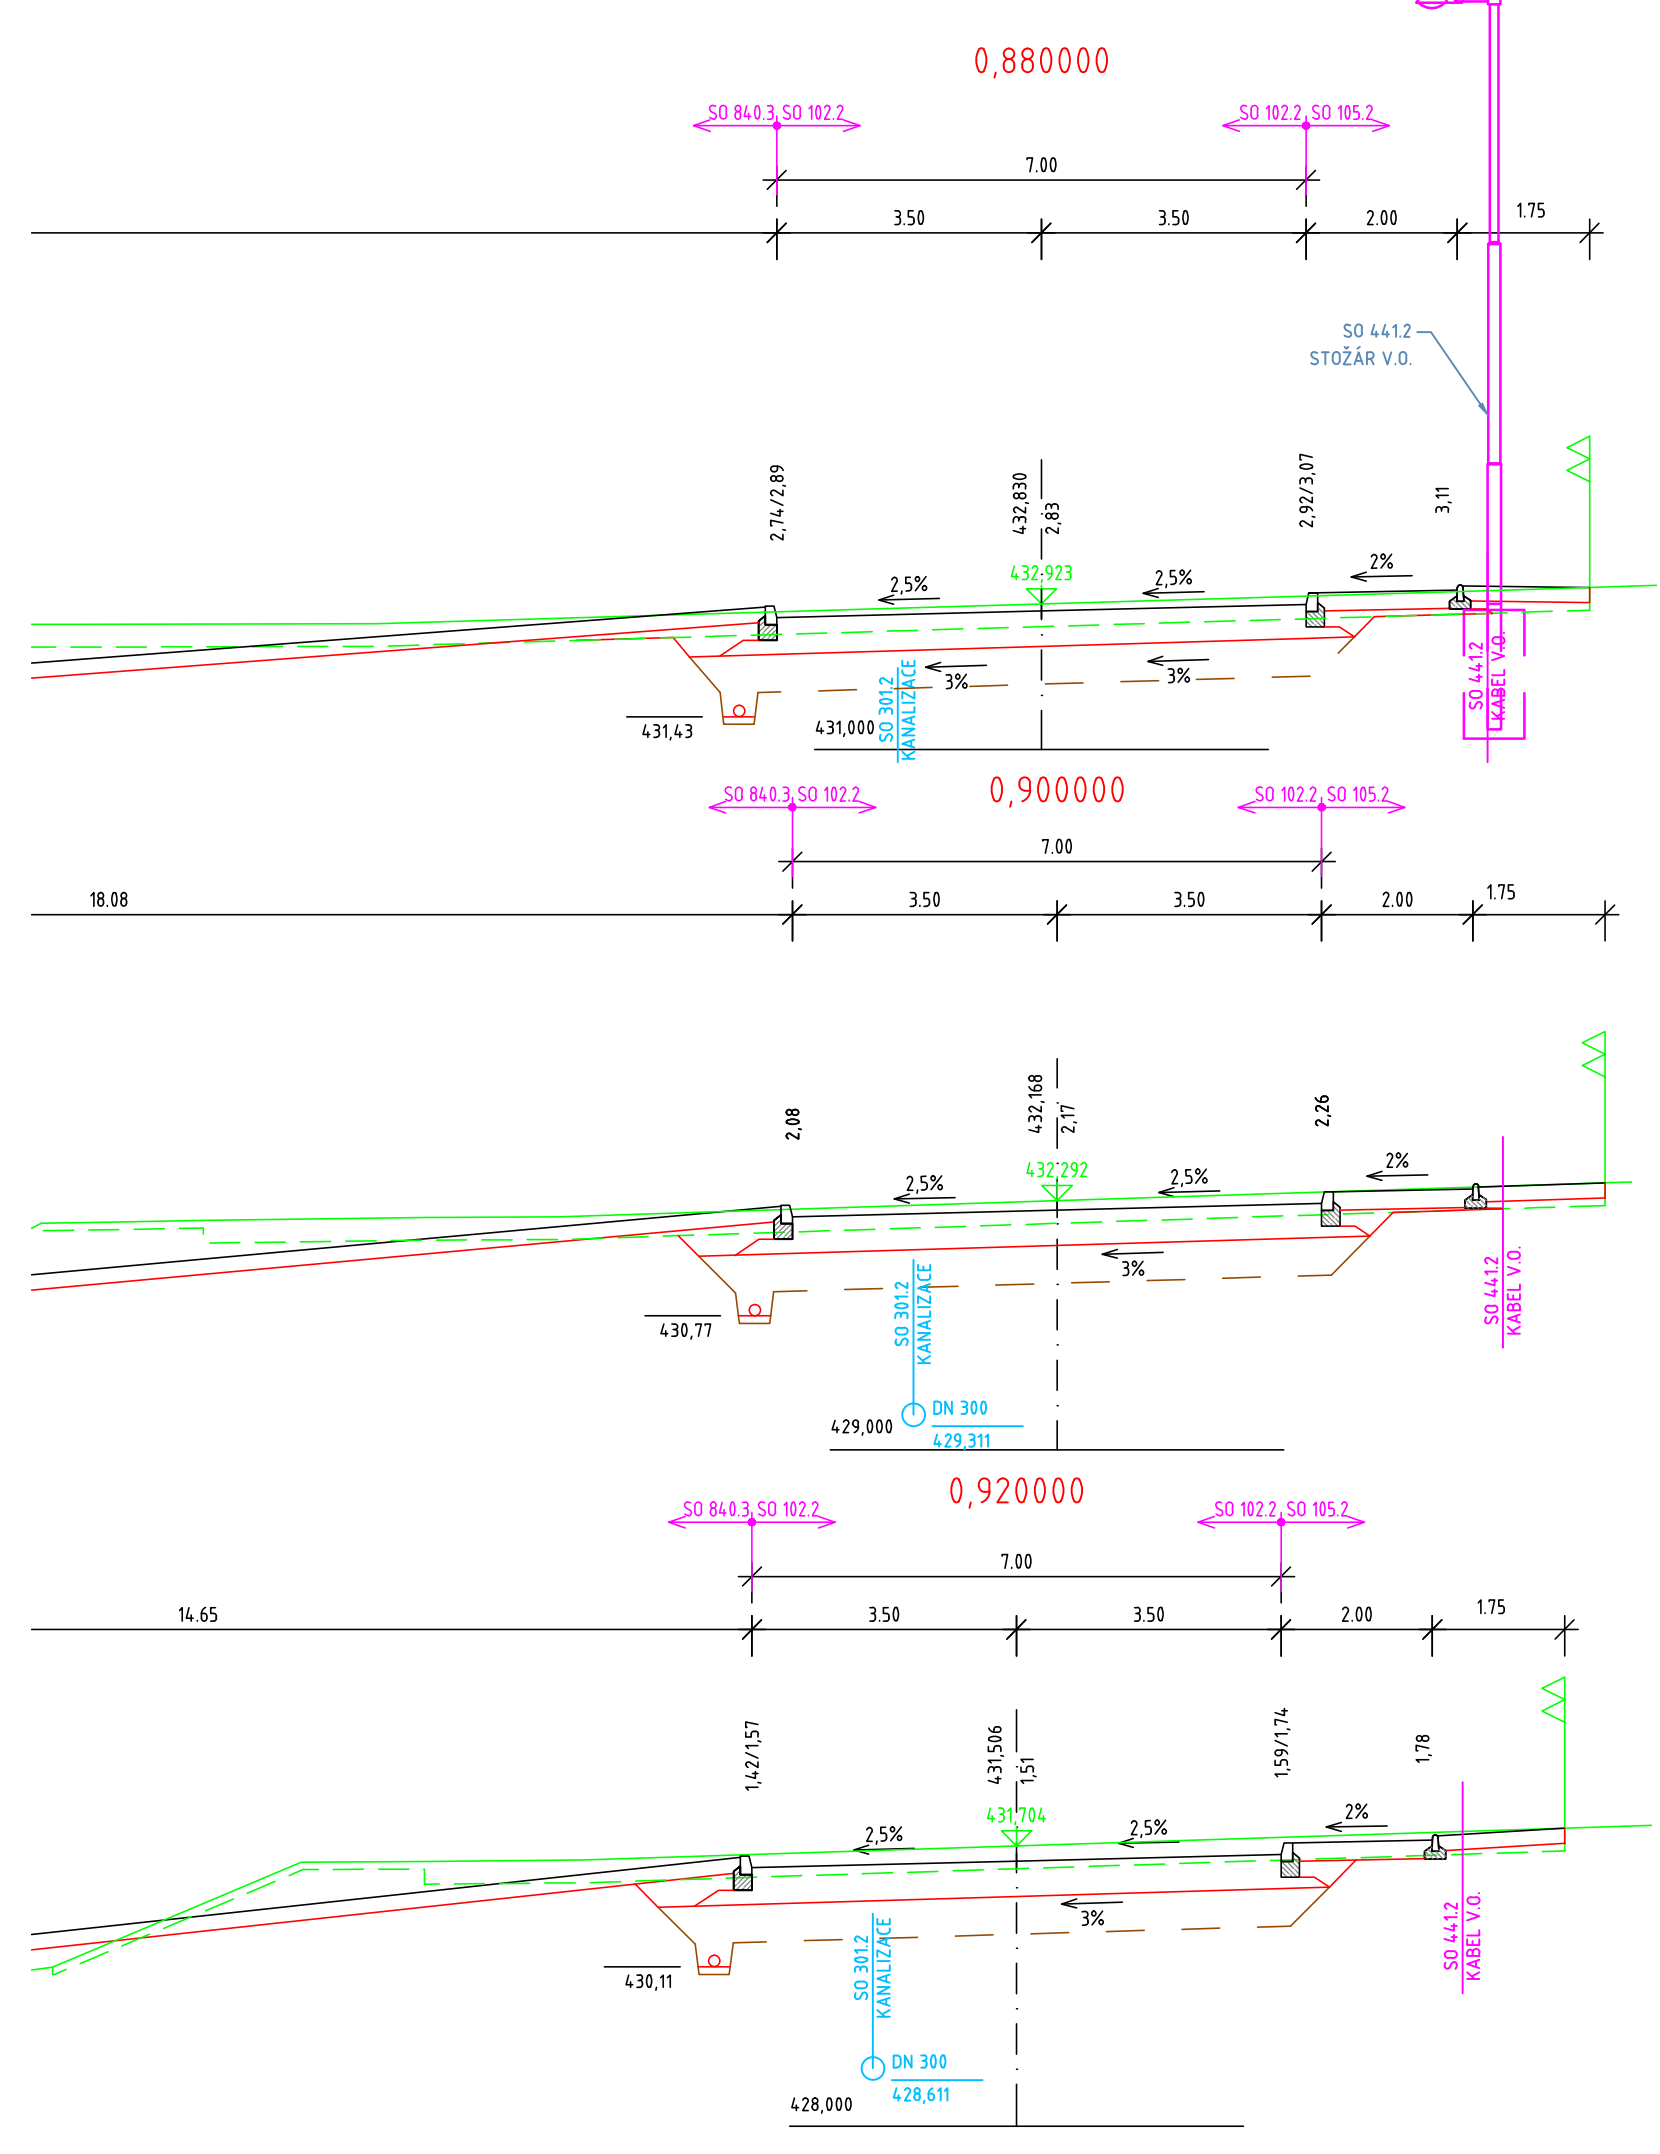 0,880000
SO 840.3 SO 102.2
SO 102.2 SO 105.2
7.00
3.50
3.50
2.00
1.75
SO 441.2
STOŽÁR V.O.
2,74/2,89
432,830
2,83
2,92/3,07
3,11
432,923
2,5%
2,5%
2%
3%
3%
431,43
431,000
SO 301.2
KANALIZACE
SO 441.2
KABEL V.O.
0,900000
SO 840.3 SO 102.2
SO 102.2 SO 105.2
7.00
18.08
3.50
3.50
2.00
1.75
2,08
432,168
2,17
2,26
432,292
2,5%
2,5%
2%
3%
430,77
SO 301.2
KANALIZACE
SO 441.2
KABEL V.O.
DN 300
429,311
429,000
0,920000
SO 840.3 SO 102.2
SO 102.2 SO 105.2
7.00
14.65
3.50
3.50
2.00
1.75
1,42/1,57
431,506
1,51
1,59/1,74
1,78
431,704
2,5%
2,5%
2%
3%
430,11
SO 301.2
KANALIZACE
SO 441.2
KABEL V.O.
DN 300
428,611
428,000